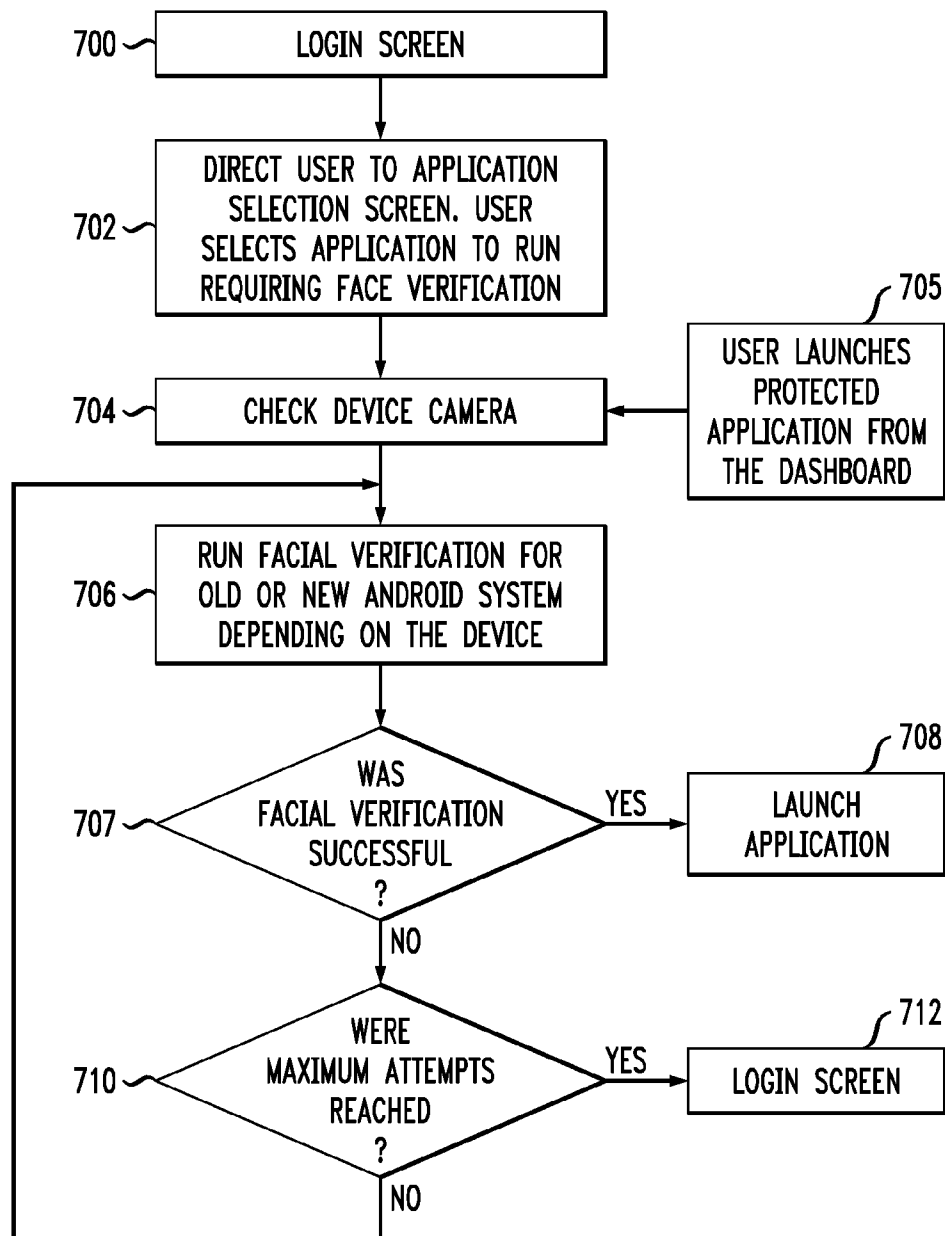 700
LOGIN SCREEN
702
DIRECT USER TO APPLICATION
SELECTION SCREEN. USER
SELECTS APPLICATION TO RUN
REQUIRING FACE VERIFICATION
705
USER LAUNCHES
PROTECTED
APPLICATION FROM
THE DASHBOARD
704
CHECK DEVICE CAMERA
706
RUN FACIAL VERIFICATION FOR
OLD OR NEW ANDROID SYSTEM
DEPENDING ON THE DEVICE
707
WAS
FACIAL VERIFICATION
SUCCESSFUL
?
YES
708
LAUNCH
APPLICATION
NO
710
WERE
MAXIMUM ATTEMPTS
REACHED
?
YES
712
LOGIN SCREEN
NO